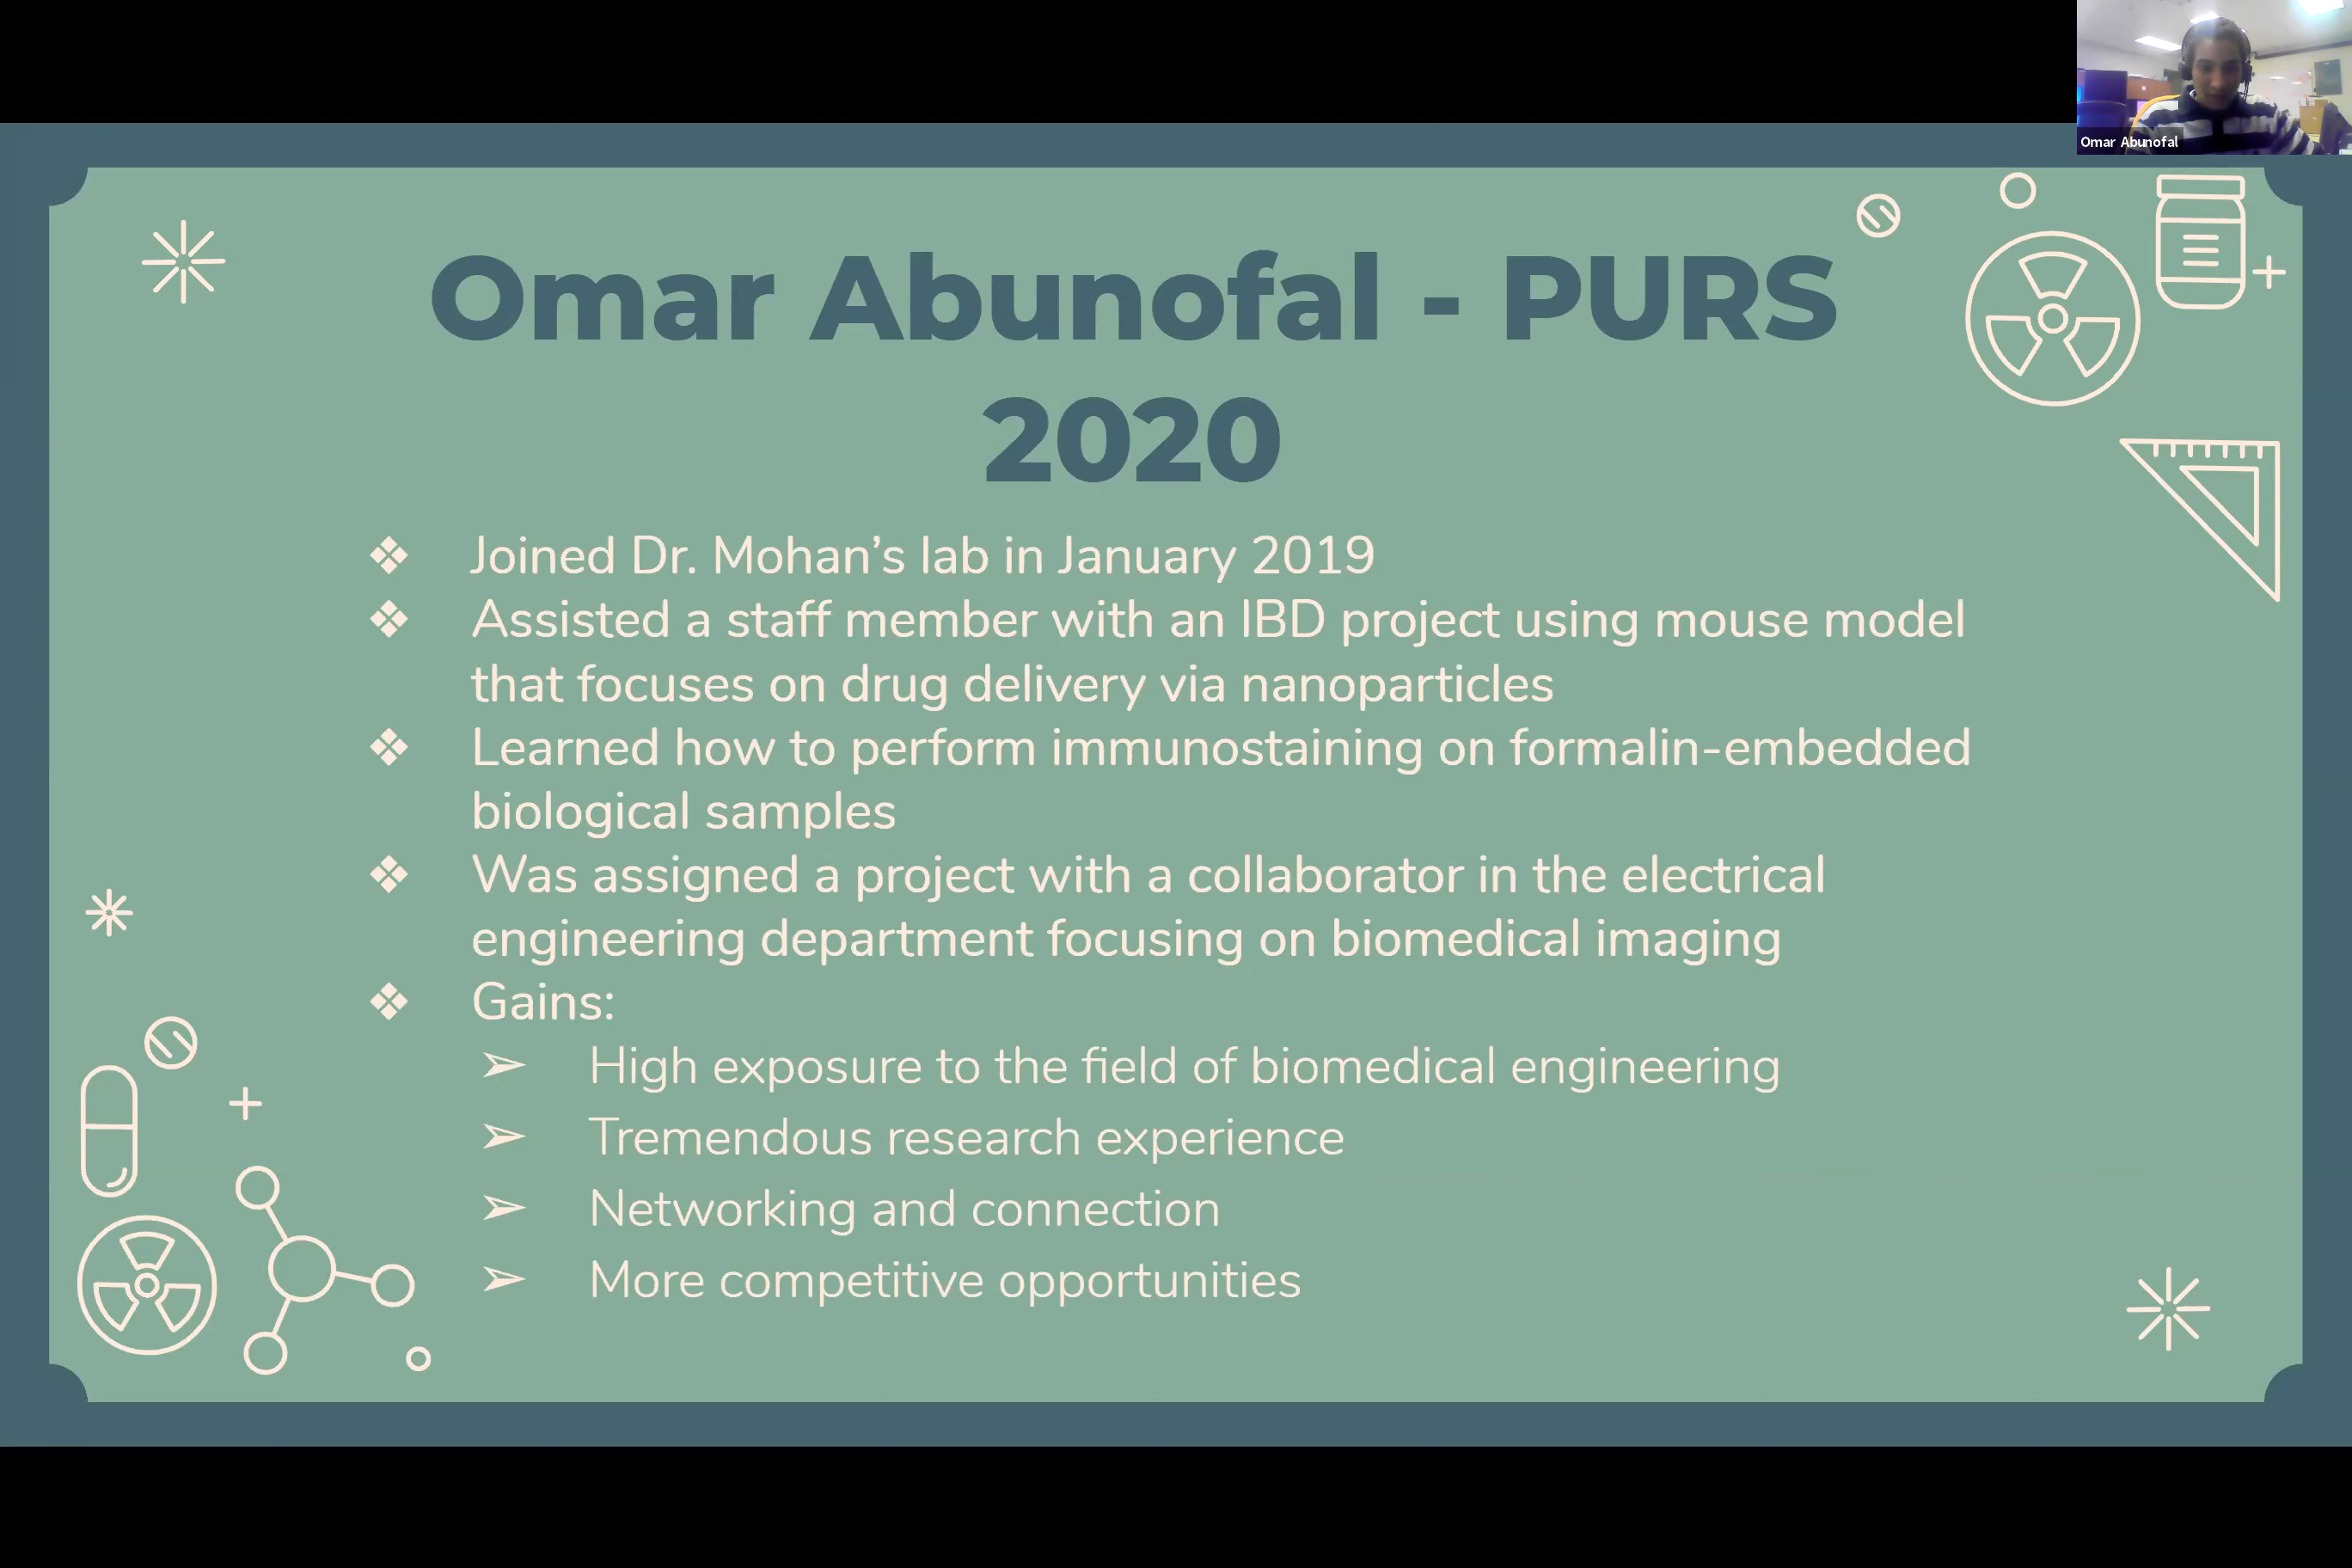 Omar Abunofal
Omar Abunofal - PURS
2020
❖ Joined Dr. Mohan’s lab in January 2019
❖ Assisted a staff member with an IBD project using mouse model
that focuses on drug delivery via nanoparticles
❖ Learned how to perform immunostaining on formalin-embedded
biological samples
❖ Was assigned a project with a collaborator in the electrical
engineering department focusing on biomedical imaging
❖ Gains:
➢ High exposure to the field of biomedical engineering
➢ Tremendous research experience
➢ Networking and connection
➢ More competitive opportunities